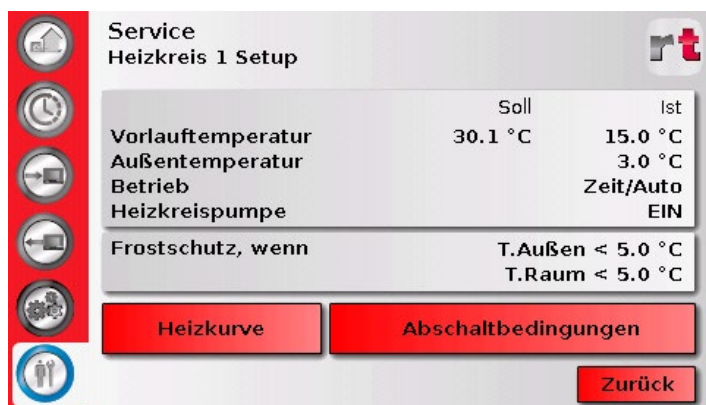 Service
Heizkreis 1 Setup
rt
Soll Ist
Vorlauftemperatur 30.1 °C 15.0 °C
Außentemperatur 3.0 °C
Betrieb Zeit/Auto
Heizkreispumpe EIN
Frostschutz, wenn T.Außen < 5.0 °C
T.Raum < 5.0 °C
Heizkurve Abschaltbedingungen
Zurück